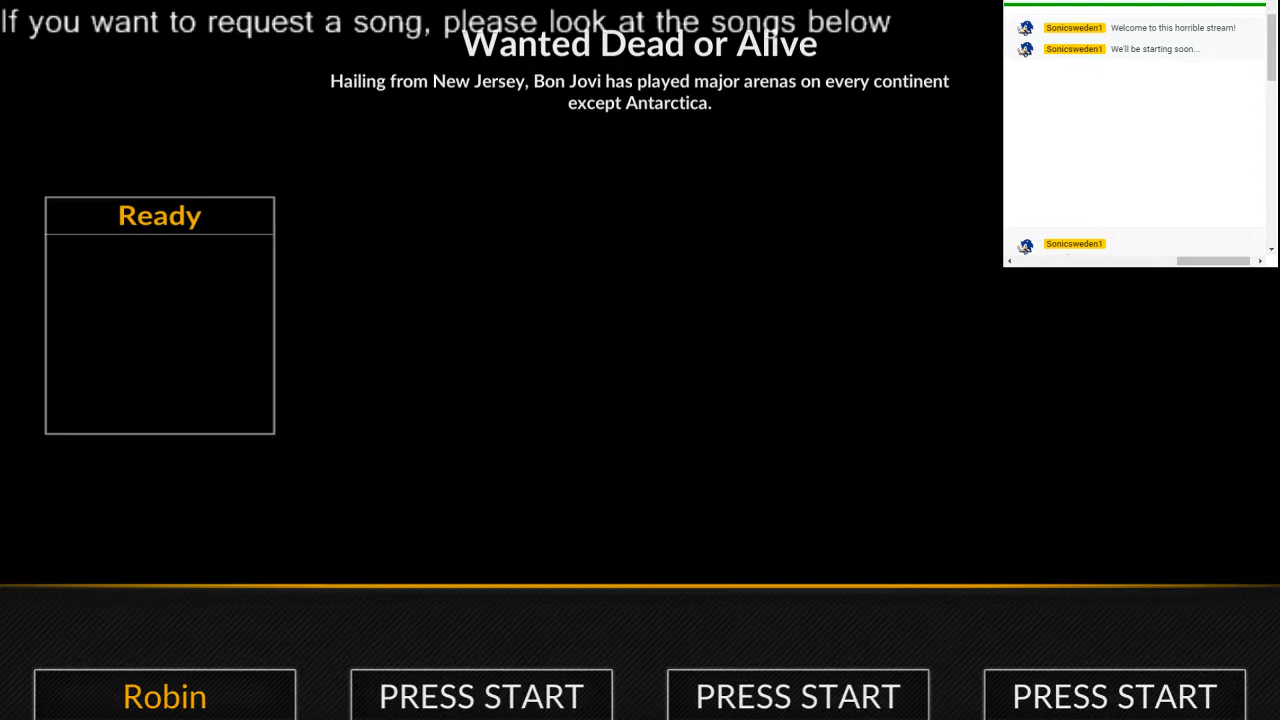 If you want to request a song, please look at the songs below
Wanted Dead or Alive
Hailing from New Jersey, Bon Jovi has played major arenas on every continent
except Antarctica.
Sonicsweden1 Welcome to this horrible stream!
Sonicsweden1 We'll be starting soon...
Sonicsweden1
Ready
Robin
PRESS START
PRESS START
PRESS START